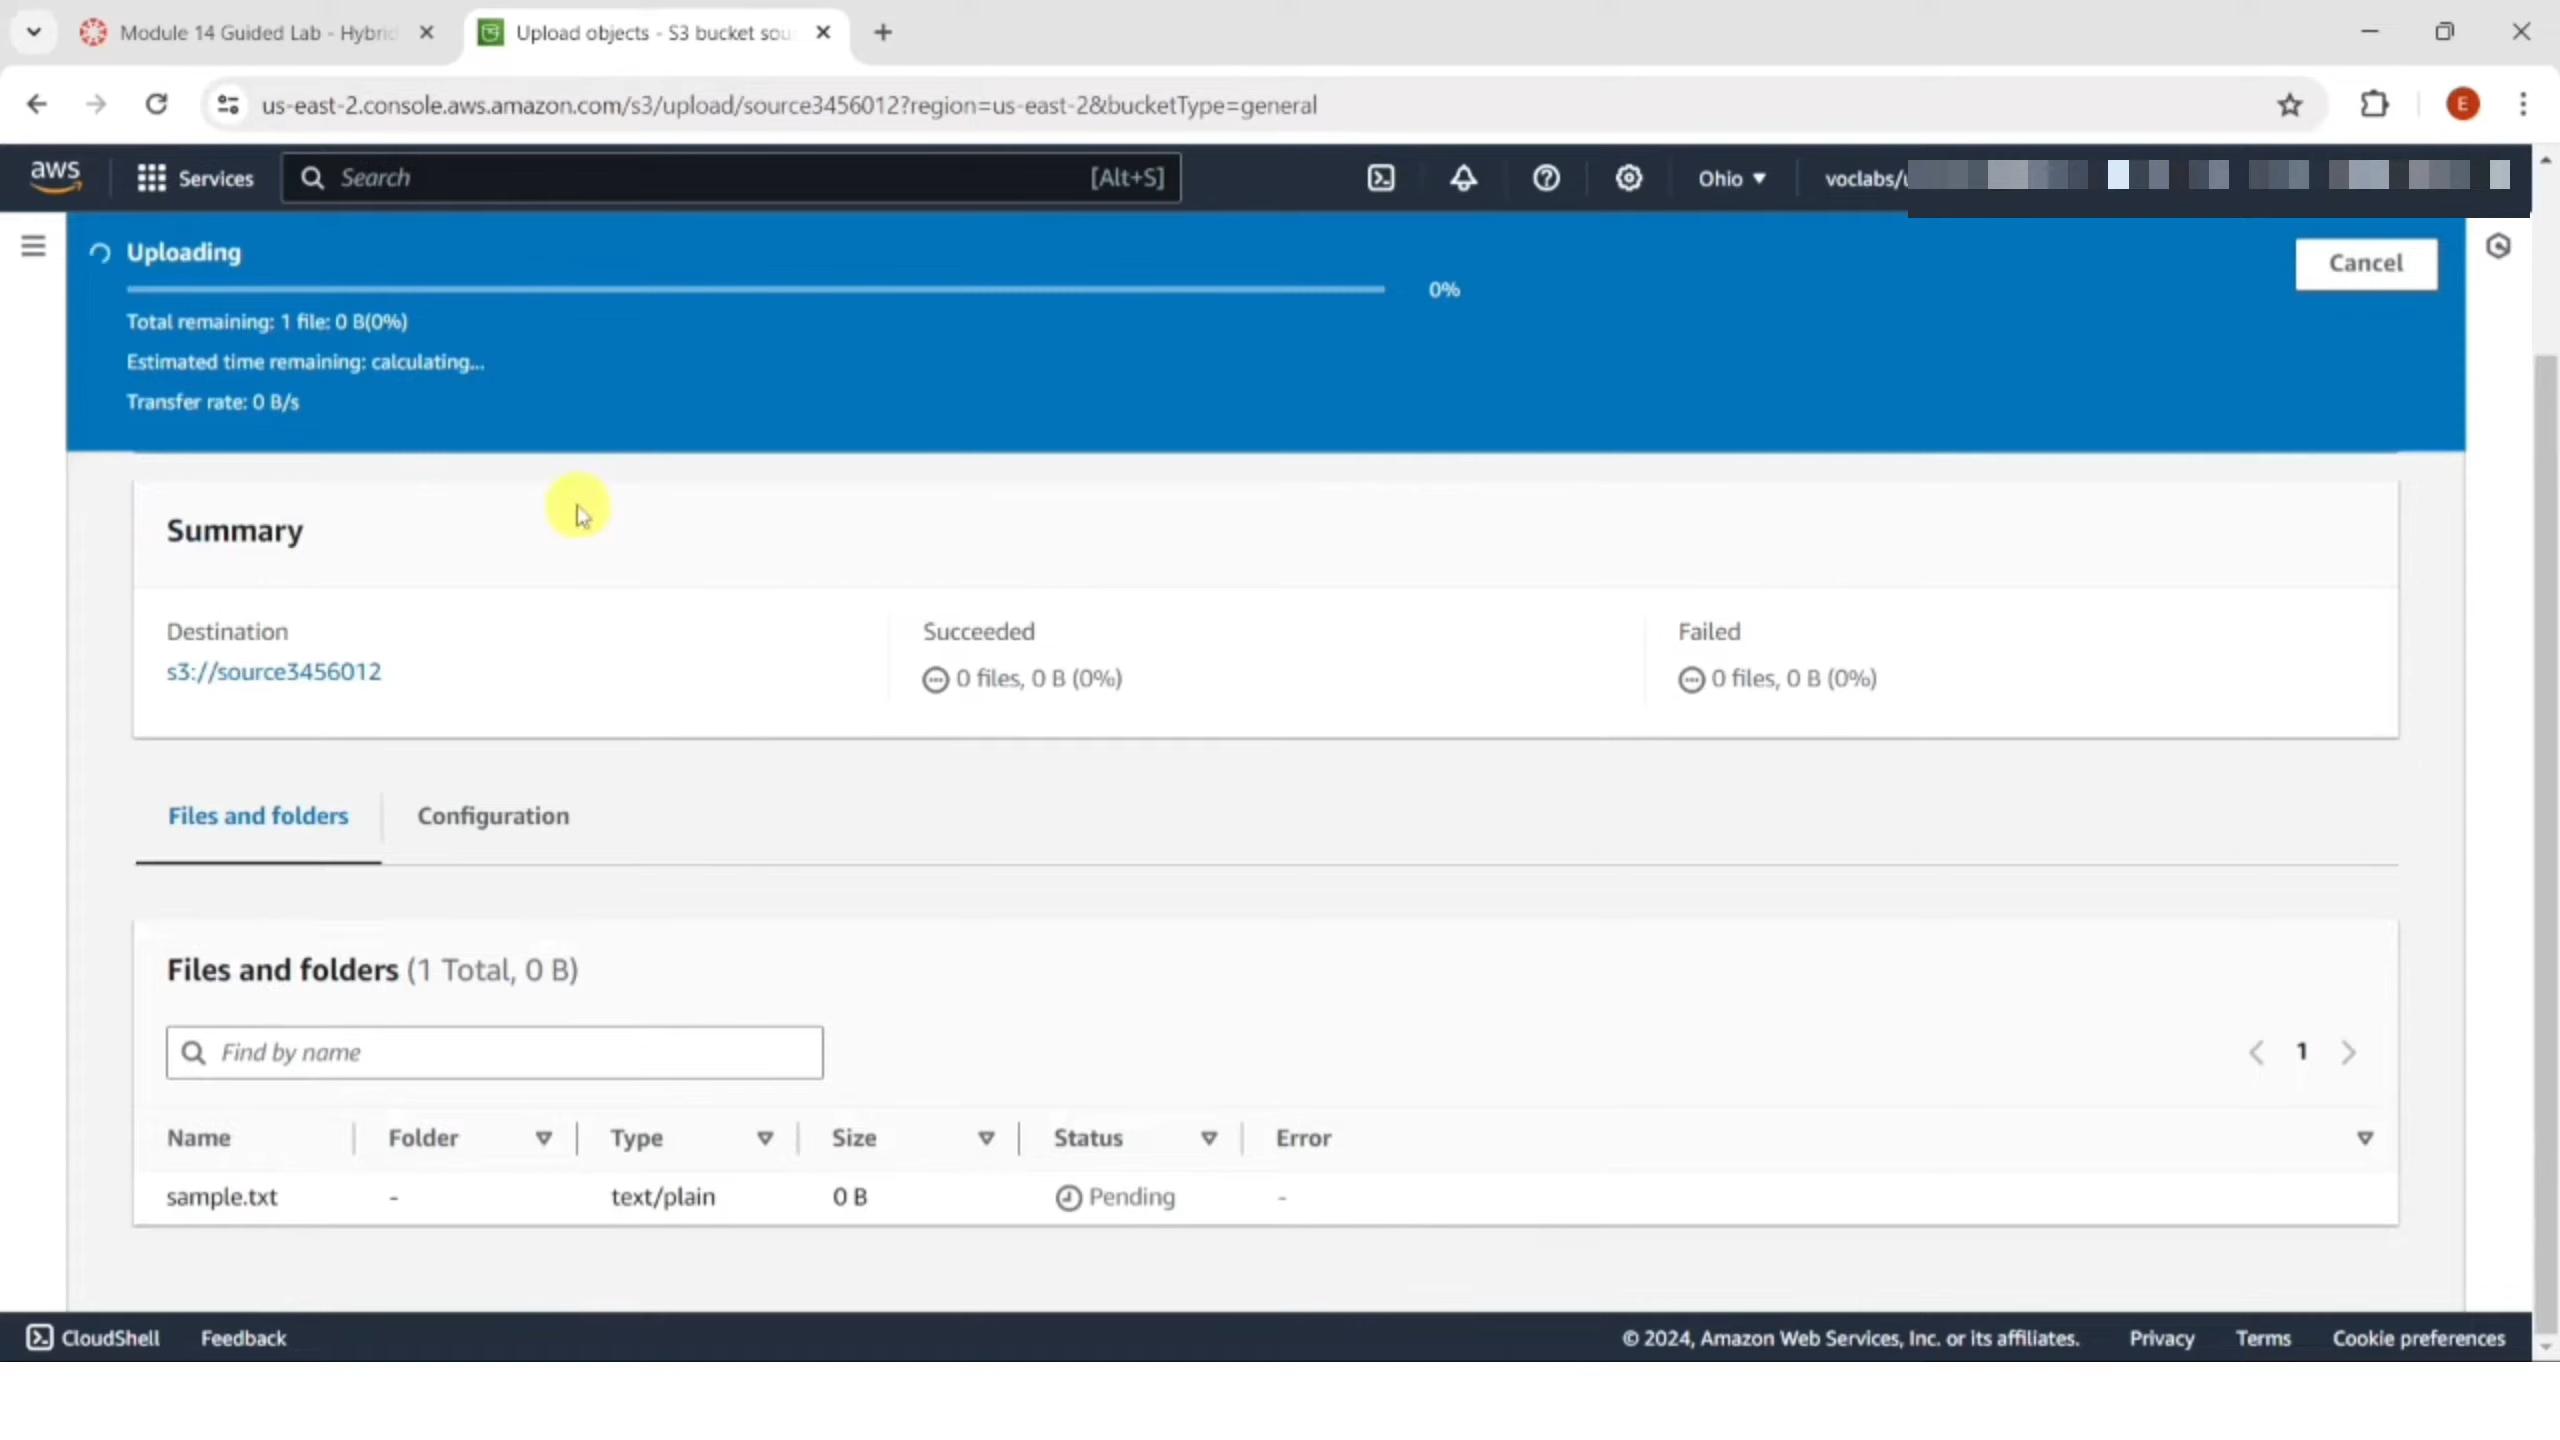 Module 14 Guided Lab - Hybrid
Upload objects - S3 bucket sou
us-east-2.console.aws.amazon.com/s3/upload/source3456012?region=us-east-2&bucketType=general
E
aws
Services
Search
[Alt+S]
Ohio
voclabs/
Uploading
Cancel
0%
Total remaining: 1 file: 0 B(0%)
Estimated time remaining: calculating...
Transfer rate: 0 B/s
Summary
Destination
s3://source3456012
Succeeded
0 files, 0 B (0%)
Failed
0 files, 0 B (0%)
Files and folders
Configuration
Files and folders (1 Total, 0 B)
Find by name
1
Name Folder Type Size Status Error
sample.txt - text/plain 0 B Pending -
CloudShell Feedback © 2024, Amazon Web Services, Inc. or its affiliates. Privacy Terms Cookie preferences